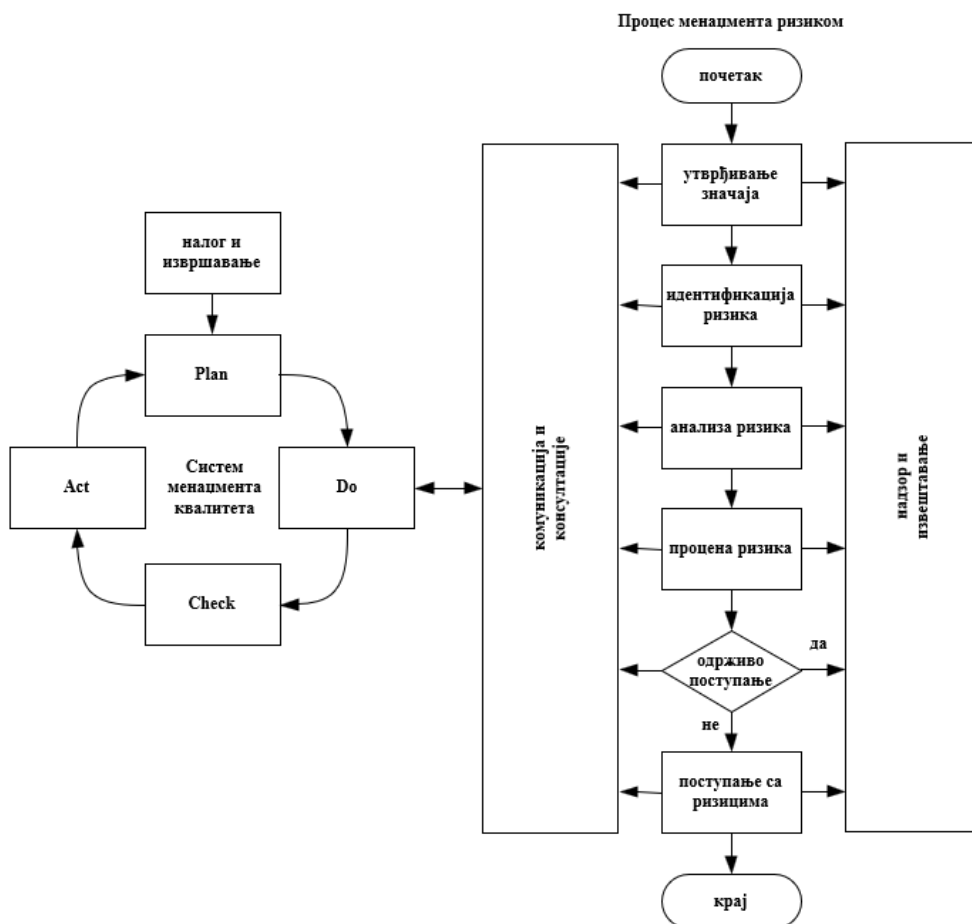 Процес менаџмента ризиком
почетак
утврђивање
значаја
налог и
извршавање
идентификација
ризика
Plan
анализа ризика
Act
Систем
менаџмента
квалитета
Do
комуникација и
консултације
надзор и
извештавање
процена ризика
Check
одрживо
поступање
да
не
поступање са
ризицима
крај